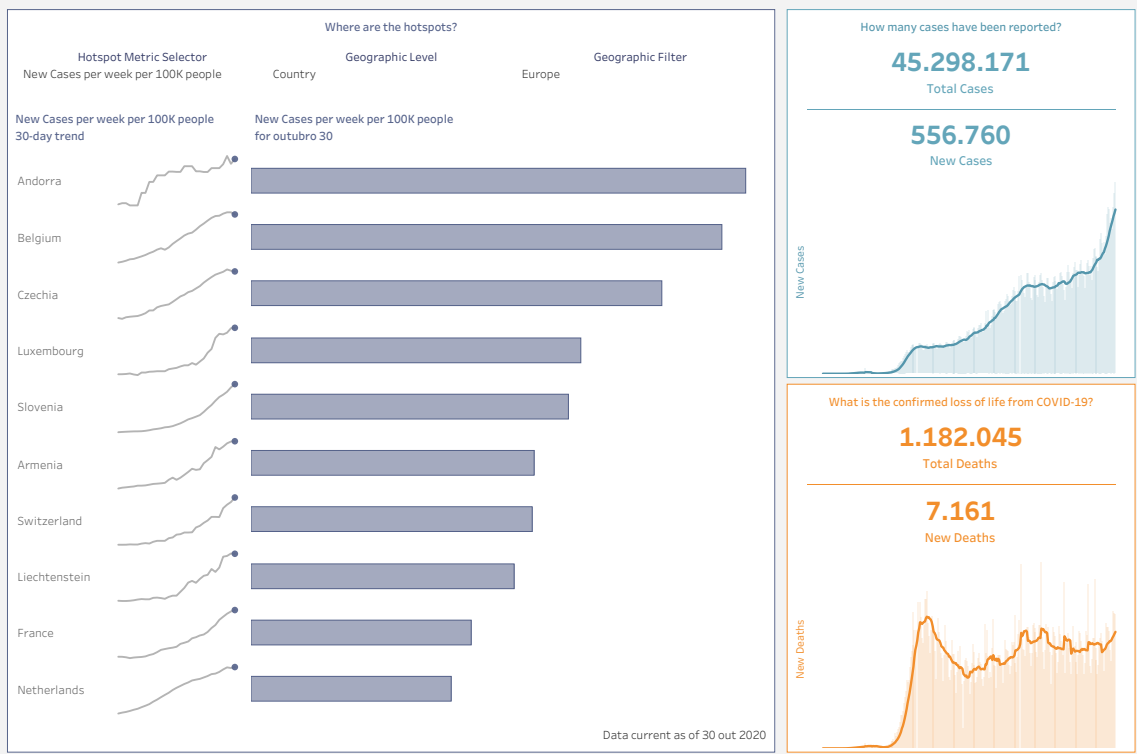 Where are the hotspots?
Hotspot Metric Selector
New Cases per week per 100K people
Geographic Level
Country
Geographic Filter
Europe
New Cases per week per 100K people
30-day trend
New Cases per week per 100K people
for outubro 30
Andorra
Belgium
Czechia
Luxembourg
Slovenia
Armenia
Switzerland
Liechtenstein
France
Netherlands
Data current as of 30 out 2020
How many cases have been reported?
45.298.171
Total Cases
556.760
New Cases
New Cases
What is the confirmed loss of life from COVID-19?
1.182.045
Total Deaths
7.161
New Deaths
New Deaths